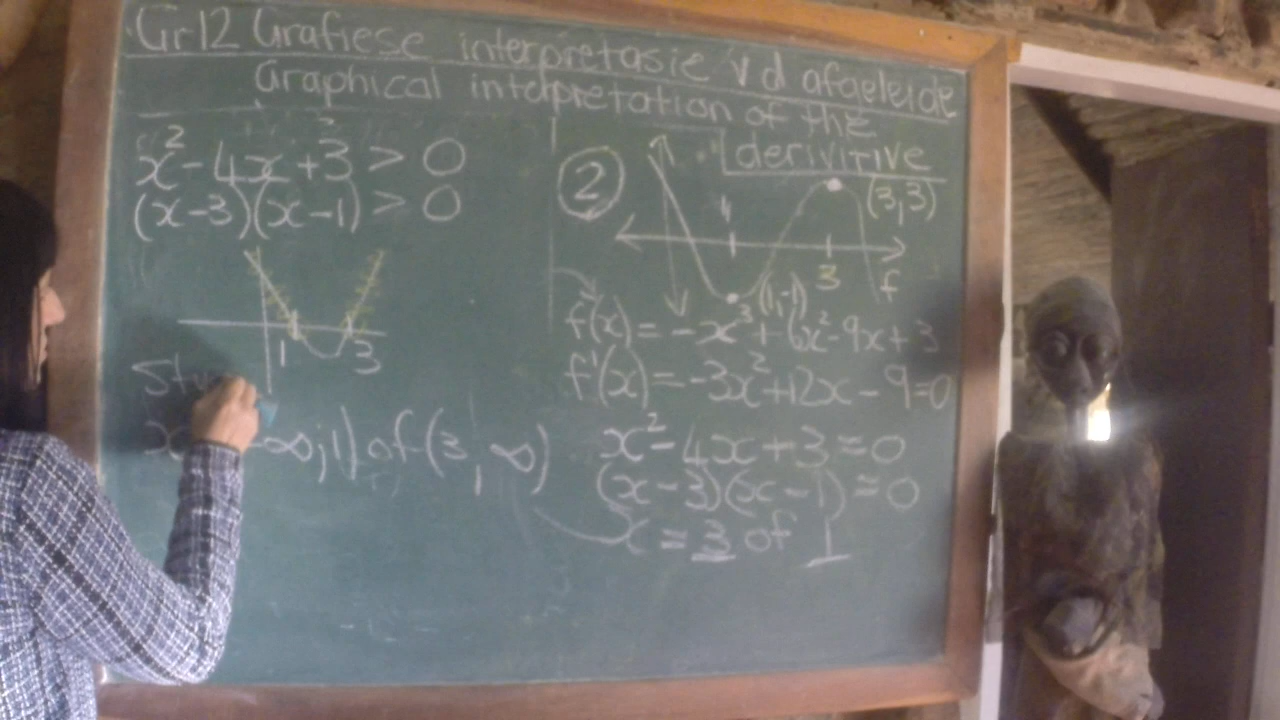 Gr12 Grafiese interpretasie v d afgeleide
Graphical interpretation of the
derivitive
x² - 4x + 3 > 0
(x-3)(x-1) > 0
1 3
∞;1) of (3, ∞)
2
(3,3)
1
3
f
(1,-1)
f(x) = -x³ + 6x² - 9x + 3
f'(x) = -3x² + 12x - 9 = 0
x² - 4x + 3 = 0
(x-3)(x-1) = 0
x = 3 of 1